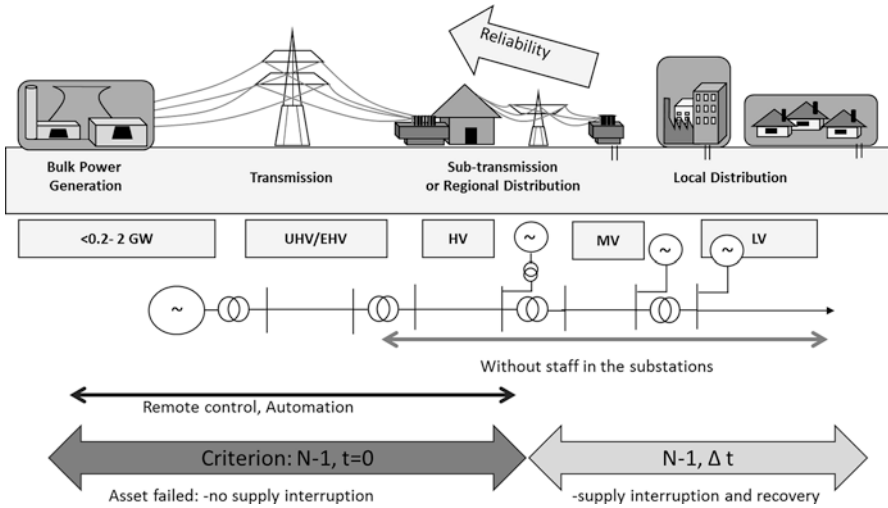 Reliability
Bulk Power
Generation
Transmission
Sub-transmission
or Regional Distribution
Local Distribution
<0.2- 2 GW
UHV/EHV
HV
~
MV
~
LV
~
~
Without staff in the substations
Remote control, Automation
Criterion: N-1, t=0
N-1, Δ t
Asset failed: -no supply interruption
-supply interruption and recovery